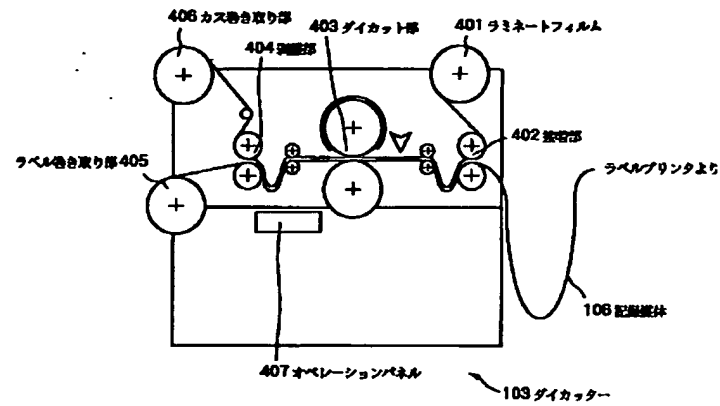 406 カス巻き取り部
404 剥離部
403 ダイカット部
401 ラミネートフィルム
402 接着部
ラベル巻き取り部 405
ラベルプリンタより
106 記録媒体
407 オペレーションパネル
103 ダイカッター